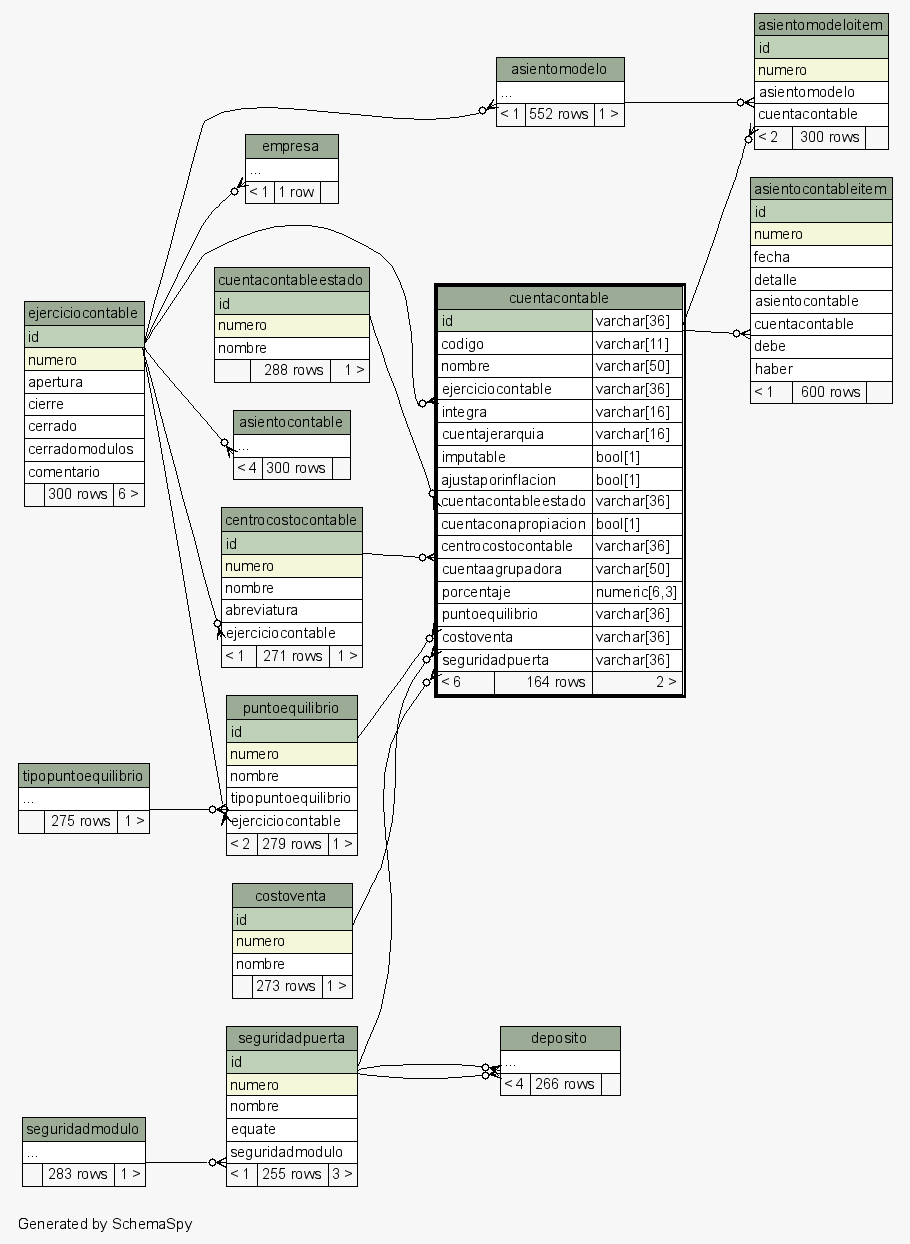 asientomodeloitem
id
numero
asientomodelo
cuentacontable
< 2 300 rows
asientomodelo
...
< 1 552 rows 1 >
empresa
...
< 1 1 row
asientocontableitem
id
numero
fecha
detalle
asientocontable
cuentacontable
debe
haber
< 1 600 rows
cuentacontableestado
id
numero
nombre
288 rows 1 >
ejerciciocontable
id
numero
apertura
cierre
cerrado
cerradomodulos
comentario
300 rows 6 >
cuentacontable
id varchar[36]
codigo varchar[11]
nombre varchar[50]
ejerciciocontable varchar[36]
integra varchar[16]
cuentajerarquia varchar[16]
imputable bool[1]
ajustaporinflacion bool[1]
cuentacontableestado varchar[36]
cuentaconapropiacion bool[1]
centrocostocontable varchar[36]
cuentaagrupadora varchar[50]
porcentaje numeric[6,3]
puntoequilibrio varchar[36]
costoventa varchar[36]
seguridadpuerta varchar[36]
< 6 164 rows 2 >
asientocontable
...
< 4 300 rows
centrocostocontable
id
numero
nombre
abreviatura
ejerciciocontable
< 1 271 rows 1 >
puntoequilibrio
id
numero
nombre
tipopuntoequilibrio
ejerciciocontable
< 2 279 rows 1 >
tipopuntoequilibrio
...
275 rows 1 >
costoventa
id
numero
nombre
273 rows 1 >
seguridadpuerta
id
numero
nombre
equate
seguridadmodulo
< 1 255 rows 3 >
deposito
...
< 4 266 rows
seguridadmodulo
...
283 rows 1 >
Generated by SchemaSpy